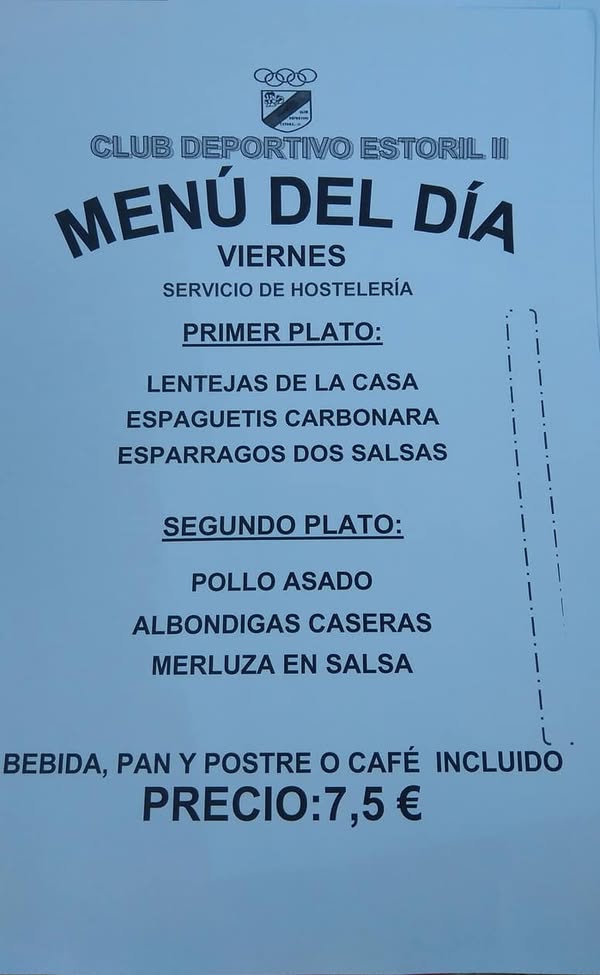 CLUB DEPORTIVO ESTORIL II
MENÚ DEL DÍA
VIERNES
SERVICIO DE HOSTELERÍA
PRIMER PLATO:
LENTEJAS DE LA CASA
ESPAGUETIS CARBONARA
ESPARRAGOS DOS SALSAS
SEGUNDO PLATO:
POLLO ASADO
ALBONDIGAS CASERAS
MERLUZA EN SALSA
BEBIDA, PAN Y POSTRE O CAFÉ INCLUIDO
PRECIO:7,5 €